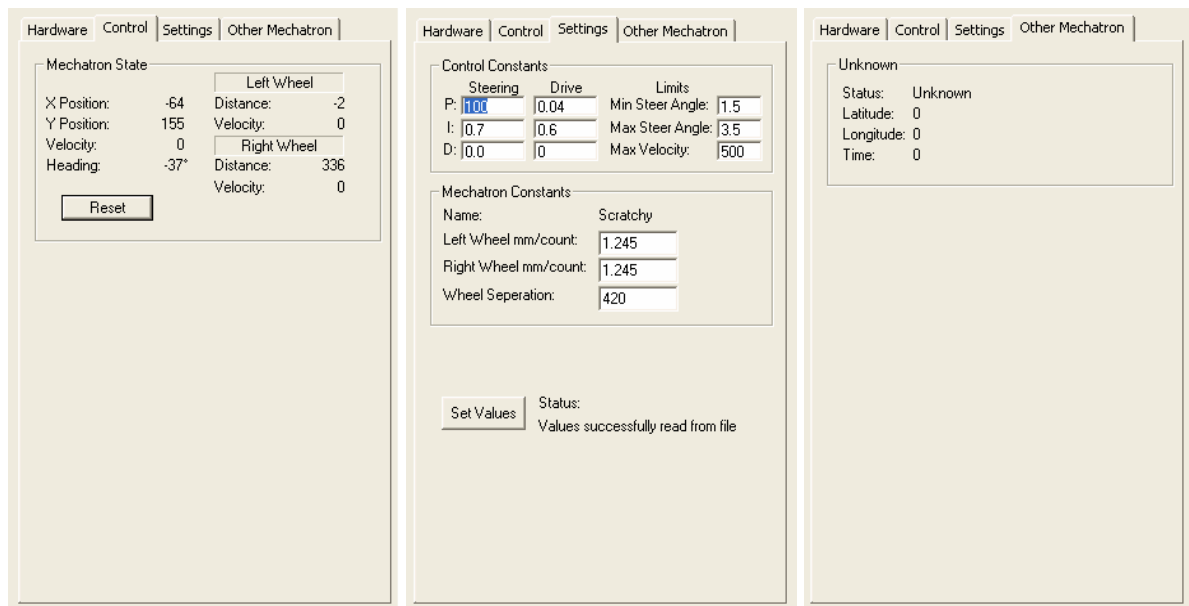 Hardware Control Settings Other Mechatron
Mechatron State
Left Wheel
X Position: -64 Distance: -2
Y Position: 155 Velocity: 0
Velocity: 0 Right Wheel
Heading: -37° Distance: 336
Velocity: 0
Reset
Hardware Control Settings Other Mechatron
Control Constants
Steering Drive Limits
P: 100 0.04 Min Steer Angle: 1.5
I: 0.7 0.6 Max Steer Angle: 3.5
D: 0.0 0 Max Velocity: 500
Mechatron Constants
Name: Scratchy
Left Wheel mm/count: 1.245
Right Wheel mm/count: 1.245
Wheel Seperation: 420
Set Values Status:
Values successfully read from file
Hardware Control Settings Other Mechatron
Unknown
Status: Unknown
Latitude: 0
Longitude: 0
Time: 0